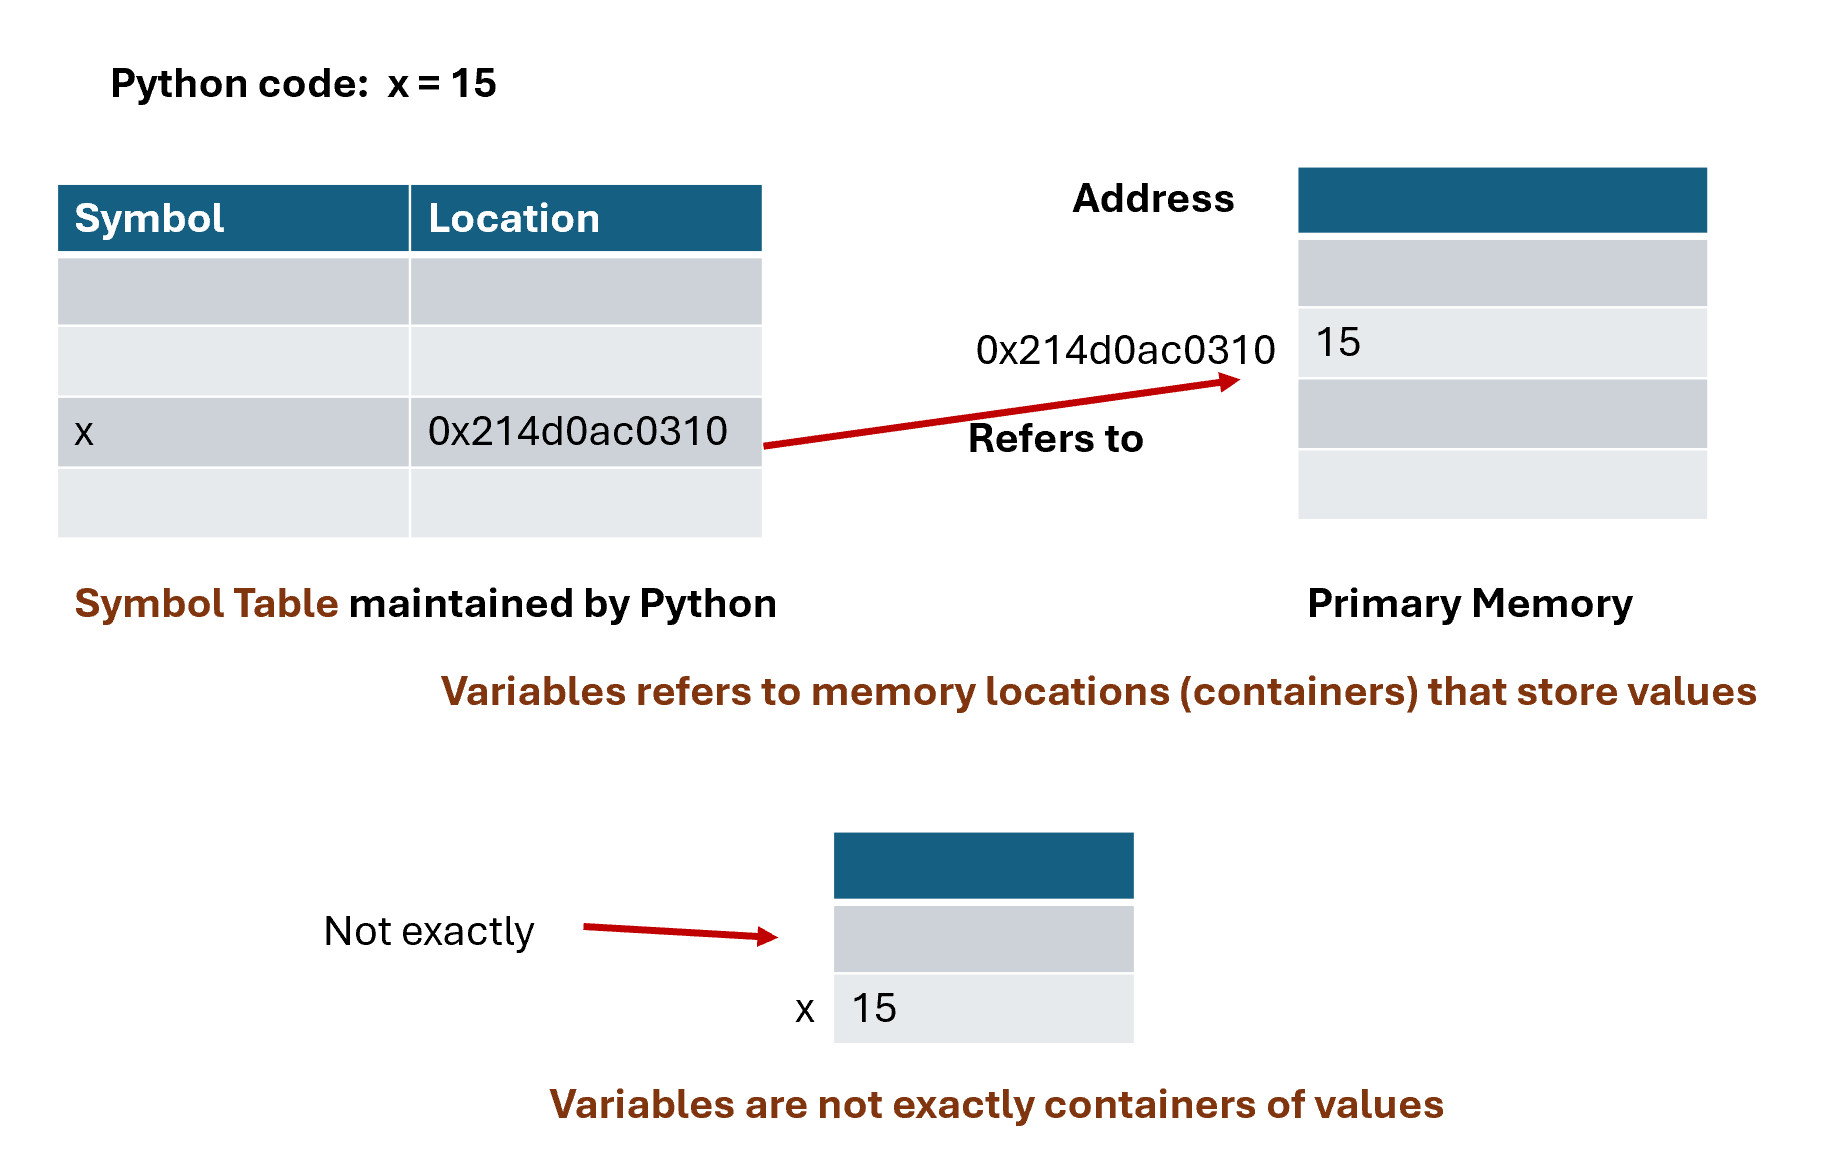 Python code:  x = 15
Symbol Location
Address
0x214d0ac0310 15
x 0x214d0ac0310
Refers to
Symbol Table maintained by Python
Primary Memory
Variables refers to memory locations (containers) that store values
Not exactly
x 15
Variables are not exactly containers of values